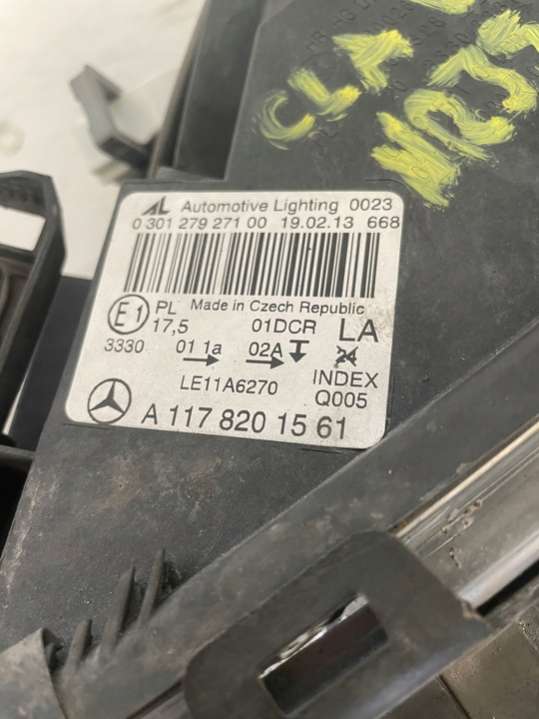 CLA
Automotive Lighting 0023
0 301 279 271 00 19.02.13 668
E1 PL Made in Czech Republic
17,5 01DCR LA
3330 01 1a 02A 24
LE11A6270 INDEX
Q005
A 117 820 15 61